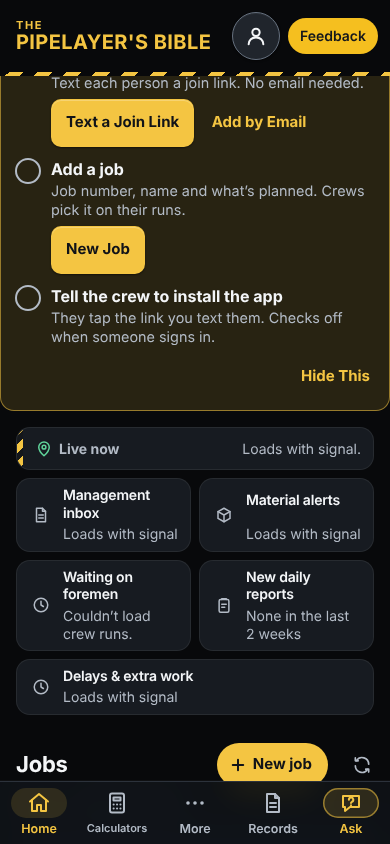 THE
PIPELAYER'S BIBLE
Feedback
Text each person a join link. No email needed.
Text a Join Link
Add by Email
Add a job
Job number, name and what's planned. Crews
pick it on their runs.
New Job
Tell the crew to install the app
They tap the link you text them. Checks off
when someone signs in.
Hide This
Live now
Loads with signal.
Management
inbox
Loads with signal
Material alerts
Loads with signal
Waiting on
foremen
Couldn't load
crew runs.
New daily
reports
None in the last
2 weeks
Delays & extra work
Loads with signal
Jobs
+ New job
Home
Calculators
More
Records
Ask